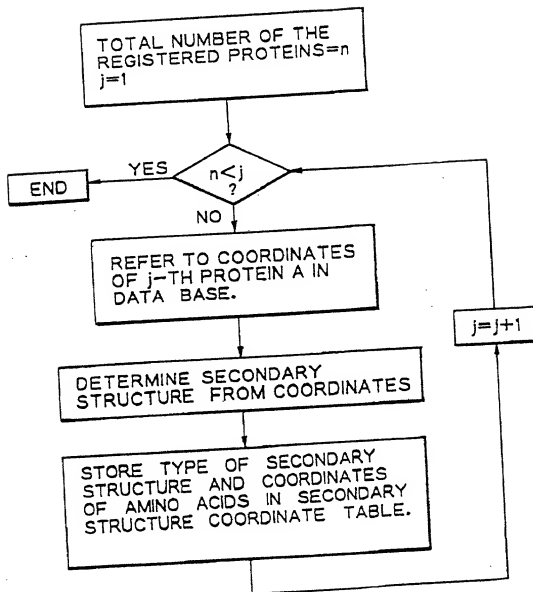 TOTAL NUMBER OF THE
REGISTERED PROTEINS=n
j=1
YES
n<j
?
END
NO
REFER TO COORDINATES
OF j-TH PROTEIN A IN
DATA BASE.
j=j+1
DETERMINE SECONDARY
STRUCTURE FROM COORDINATES
STORE TYPE OF SECONDARY
STRUCTURE AND COORDINATES
OF AMINO ACIDS IN SECONDARY
STRUCTURE COORDINATE TABLE.